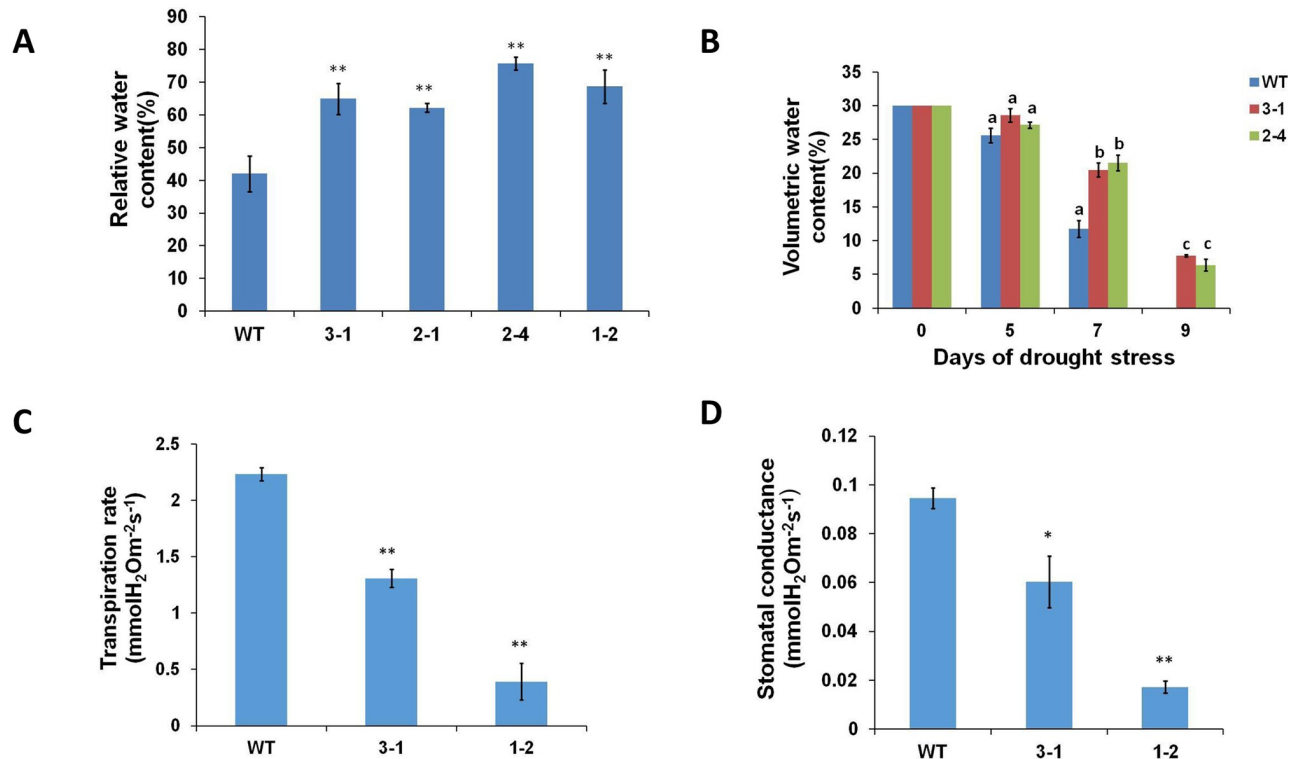 A
Relative water
content(%)
90
80
70
60
50
40
30
20
10
0
**
**
**
**
WT
3-1
2-1
2-4
1-2
B
Volumetric water
content(%)
35
30
25
20
15
10
5
0
a
a
a
a
b
b
c
c
0
5
7
9
Days of drought stress
WT
3-1
2-4
C
Transpiration rate
(mmolH₂Om⁻²s⁻¹)
2.5
2
1.5
1
0.5
0
**
**
WT
3-1
1-2
D
Stomatal conductance
(mmolH₂Om⁻²s⁻¹)
0.12
0.1
0.08
0.06
0.04
0.02
0
*
**
WT
3-1
1-2